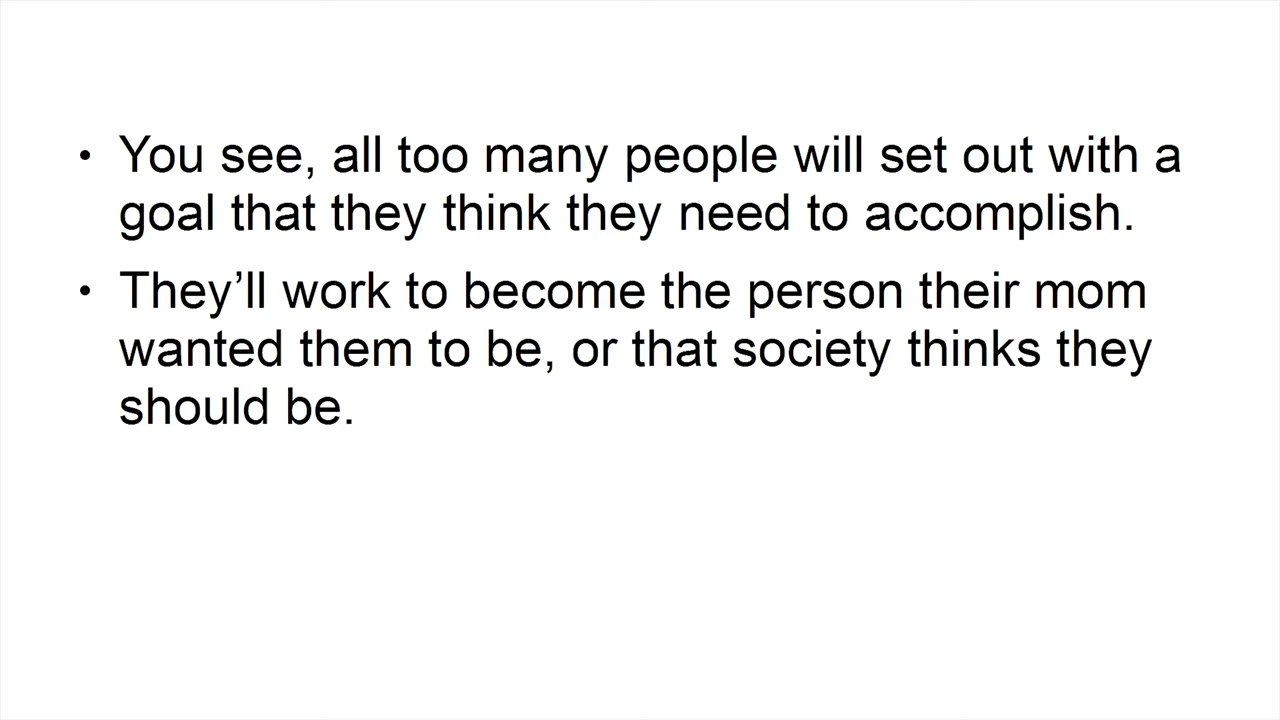 • You see, all too many people will set out with a
goal that they think they need to accomplish.
• They’ll work to become the person their mom
wanted them to be, or that society thinks they
should be.